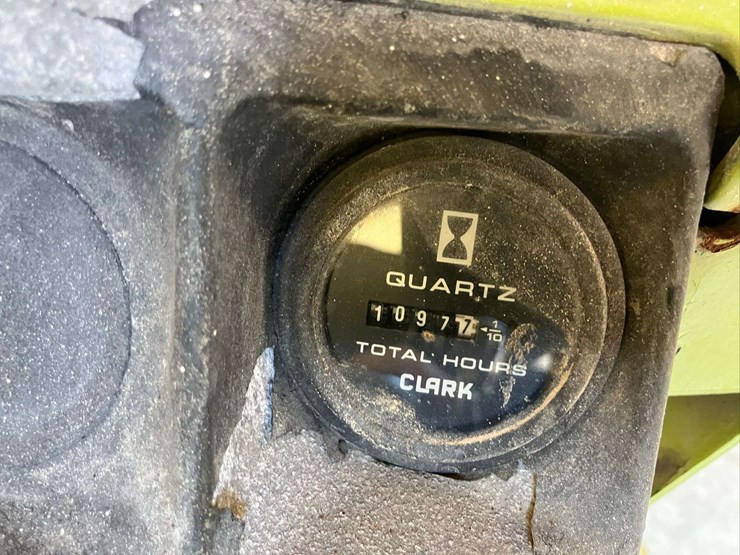 QUARTZ
10977 ◄1/10
TOTAL HOURS
CLARK